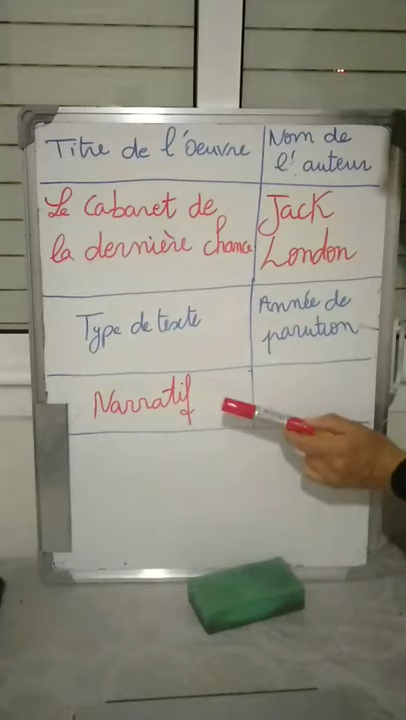 Titre de l'Oeuvre
Nom de
l'auteur
Le Cabaret de
la dernière chance
Jack
London
Type de texte
Année de
parution
Narratif